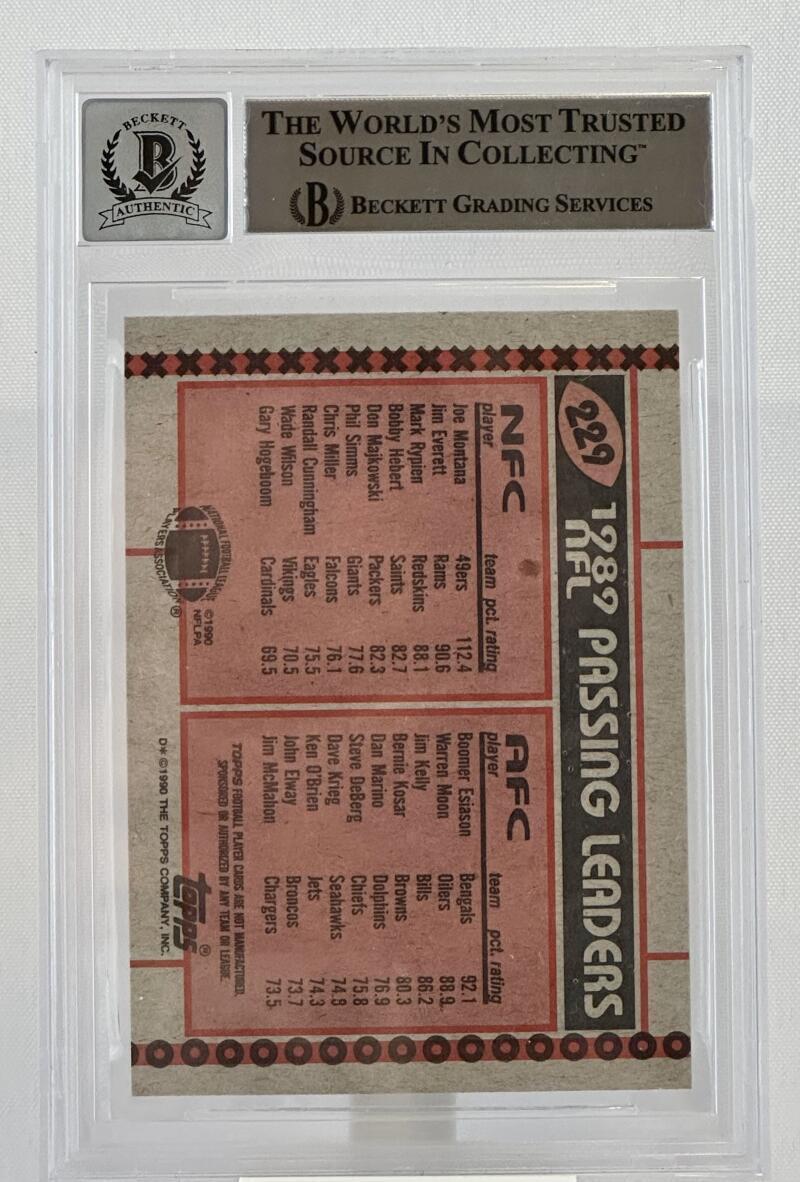 BECKETT
B
AUTHENTIC
THE WORLD'S MOST TRUSTED
SOURCE IN COLLECTING™
B BECKETT GRADING SERVICES
229
1989 PASSING LEADERS
NFL
NFC
player team pct. rating
Joe Montana 49ers 112.4
Jim Everett Rams 90.6
Mark Rypien Redskins 88.1
Bobby Hebert Saints 82.7
Don Majkowski Packers 82.3
Phil Simms Giants 77.6
Chris Miller Falcons 76.1
Randall Cunningham Eagles 75.5
Wade Wilson Vikings 70.5
Gary Hogeboom Cardinals 69.5
NATIONAL FOOTBALL LEAGUE
PLAYERS ASSOCIATION ®
©1990
NFLPA
AFC
player team pct. rating
Boomer Esiason Bengals 92.1
Warren Moon Oilers 88.9
Jim Kelly Bills 86.2
Bernie Kosar Browns 80.3
Dan Marino Dolphins 76.9
Steve DeBerg Chiefs 75.8
Dave Krieg Seahawks 74.8
Ken O'Brien Jets 74.3
John Elway Broncos 73.7
Jim McMahon Chargers 73.5
TOPPS FOOTBALL PLAYER CARDS ARE NOT MANUFACTURED,
SPONSORED OR AUTHORIZED BY ANY TEAM OR LEAGUE.
topps®
D* ©1990 THE TOPPS COMPANY, INC.